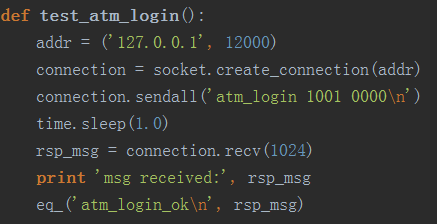 def test_atm_login():
    addr = ('127.0.0.1', 12000)
    connection = socket.create_connection(addr)
    connection.sendall('atm_login 1001 0000\n')
    time.sleep(1.0)
    rsp_msg = connection.recv(1024)
    print 'msg received:', rsp_msg
    eq_('atm_login_ok\n', rsp_msg)